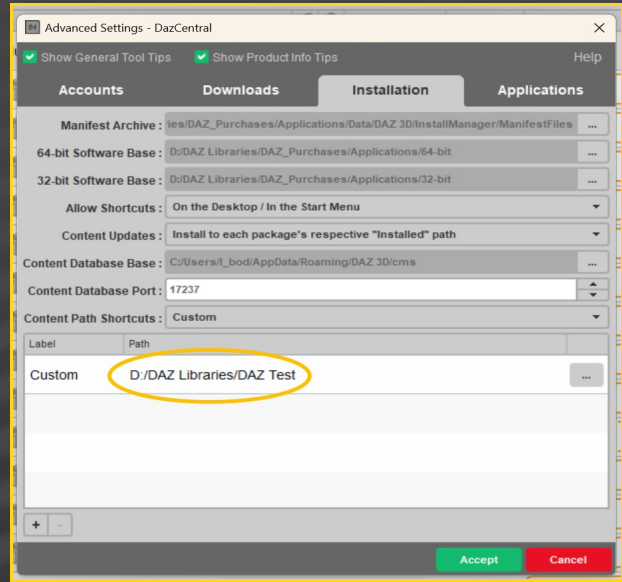 IM Advanced Settings - DazCentral
Show General Tool Tips Show Product Info Tips Help
Accounts Downloads Installation Applications
Manifest Archive : ies/DAZ_Purchases/Applications/Data/DAZ 3D/InstallManager/ManifestFiles ...
64-bit Software Base : D:/DAZ Libraries/DAZ_Purchases/Applications/64-bit ...
32-bit Software Base : D:/DAZ Libraries/DAZ_Purchases/Applications/32-bit ...
Allow Shortcuts : On the Desktop / In the Start Menu
Content Updates : Install to each package's respective "Installed" path
Content Database Base : C:/Users/l_bod/AppData/Roaming/DAZ 3D/cms ...
Content Database Port : 17237
Content Path Shortcuts : Custom
Label Path
Custom D:/DAZ Libraries/DAZ Test ...
+ -
Accept Cancel